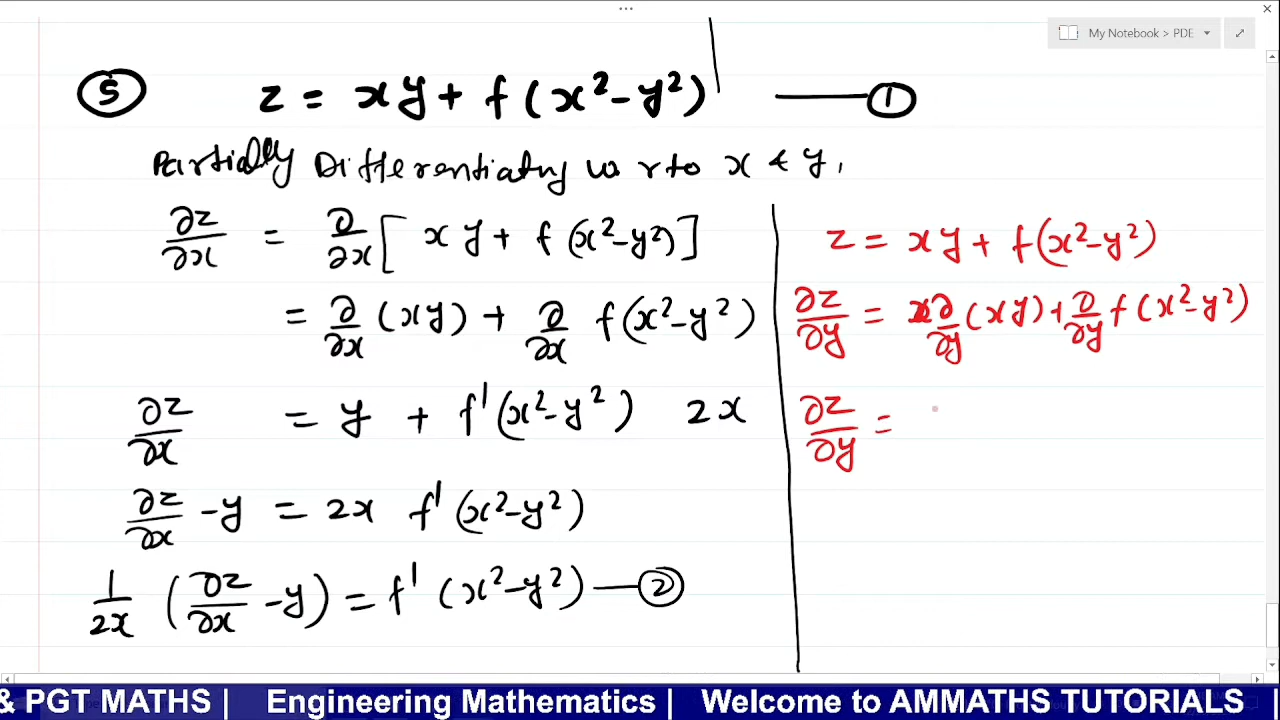 My Notebook > PDE
⑤ z = xy + f(x² - y²) — ①
Partially Differentiating w r to x & y,
∂z/∂x = ∂/∂x [xy + f(x² - y²)]
= ∂/∂x (xy) + ∂/∂x f(x² - y²)
∂z/∂x = y + f'(x² - y²) 2x
∂z/∂x - y = 2x f'(x² - y²)
1/2x (∂z/∂x - y) = f'(x² - y²) — ②
z = xy + f(x² - y²)
∂z/∂y = ∂/∂y (xy) + ∂/∂y f(x² - y²)
∂z/∂y =
& PGT MATHS | Engineering Mathematics | Welcome to AMMATHS TUTORIALS